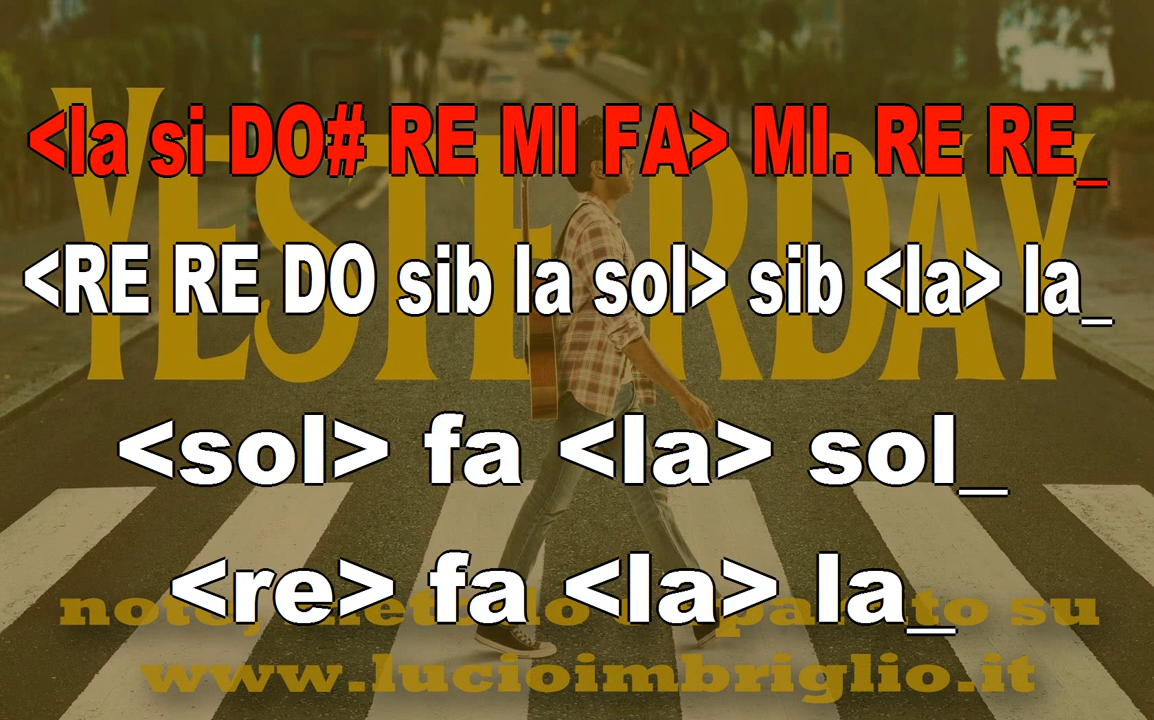 <la si DO# RE MI FA> MI. RE RE_
YESTERDAY
<RE RE DO sib la sol> sib <la> la_
<sol> fa <la> sol_
<re> fa <la> la_
su
www.lucioimbriglio.it